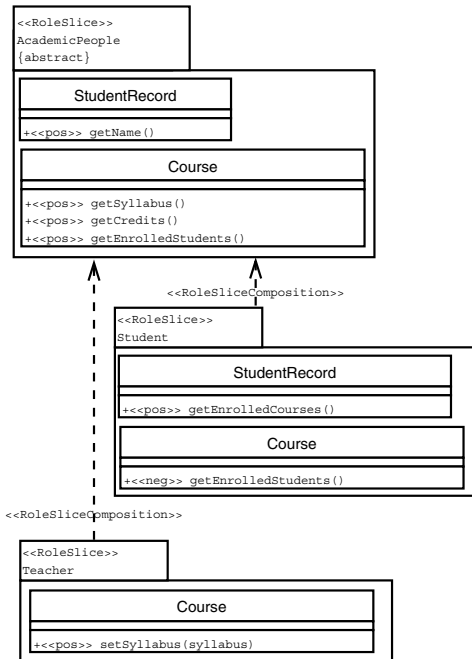 <<RoleSlice>>
AcademicPeople
{abstract}
StudentRecord
+<<pos>> getName()
Course
+<<pos>> getSyllabus()
+<<pos>> getCredits()
+<<pos>> getEnrolledStudents()
<<RoleSliceComposition>>
<<RoleSlice>>
Student
StudentRecord
+<<pos>> getEnrolledCourses()
Course
+<<neg>> getEnrolledStudents()
<<RoleSliceComposition>>
<<RoleSlice>>
Teacher
Course
+<<pos>> setSyllabus(syllabus)